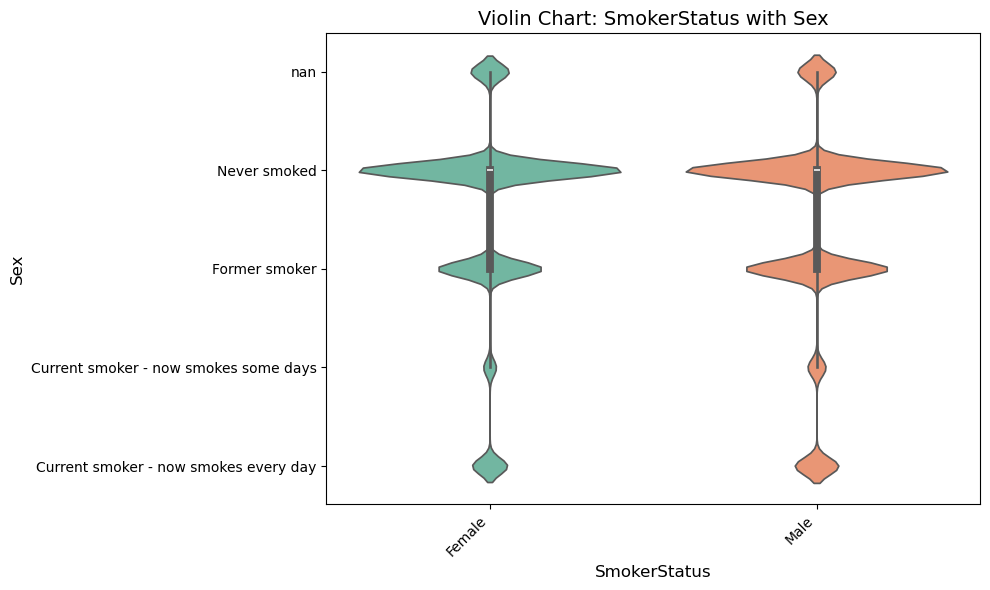 Violin Chart: SmokerStatus with Sex
nan
Never smoked
Former smoker
Current smoker - now smokes some days
Current smoker - now smokes every day
Sex
Female
Male
SmokerStatus